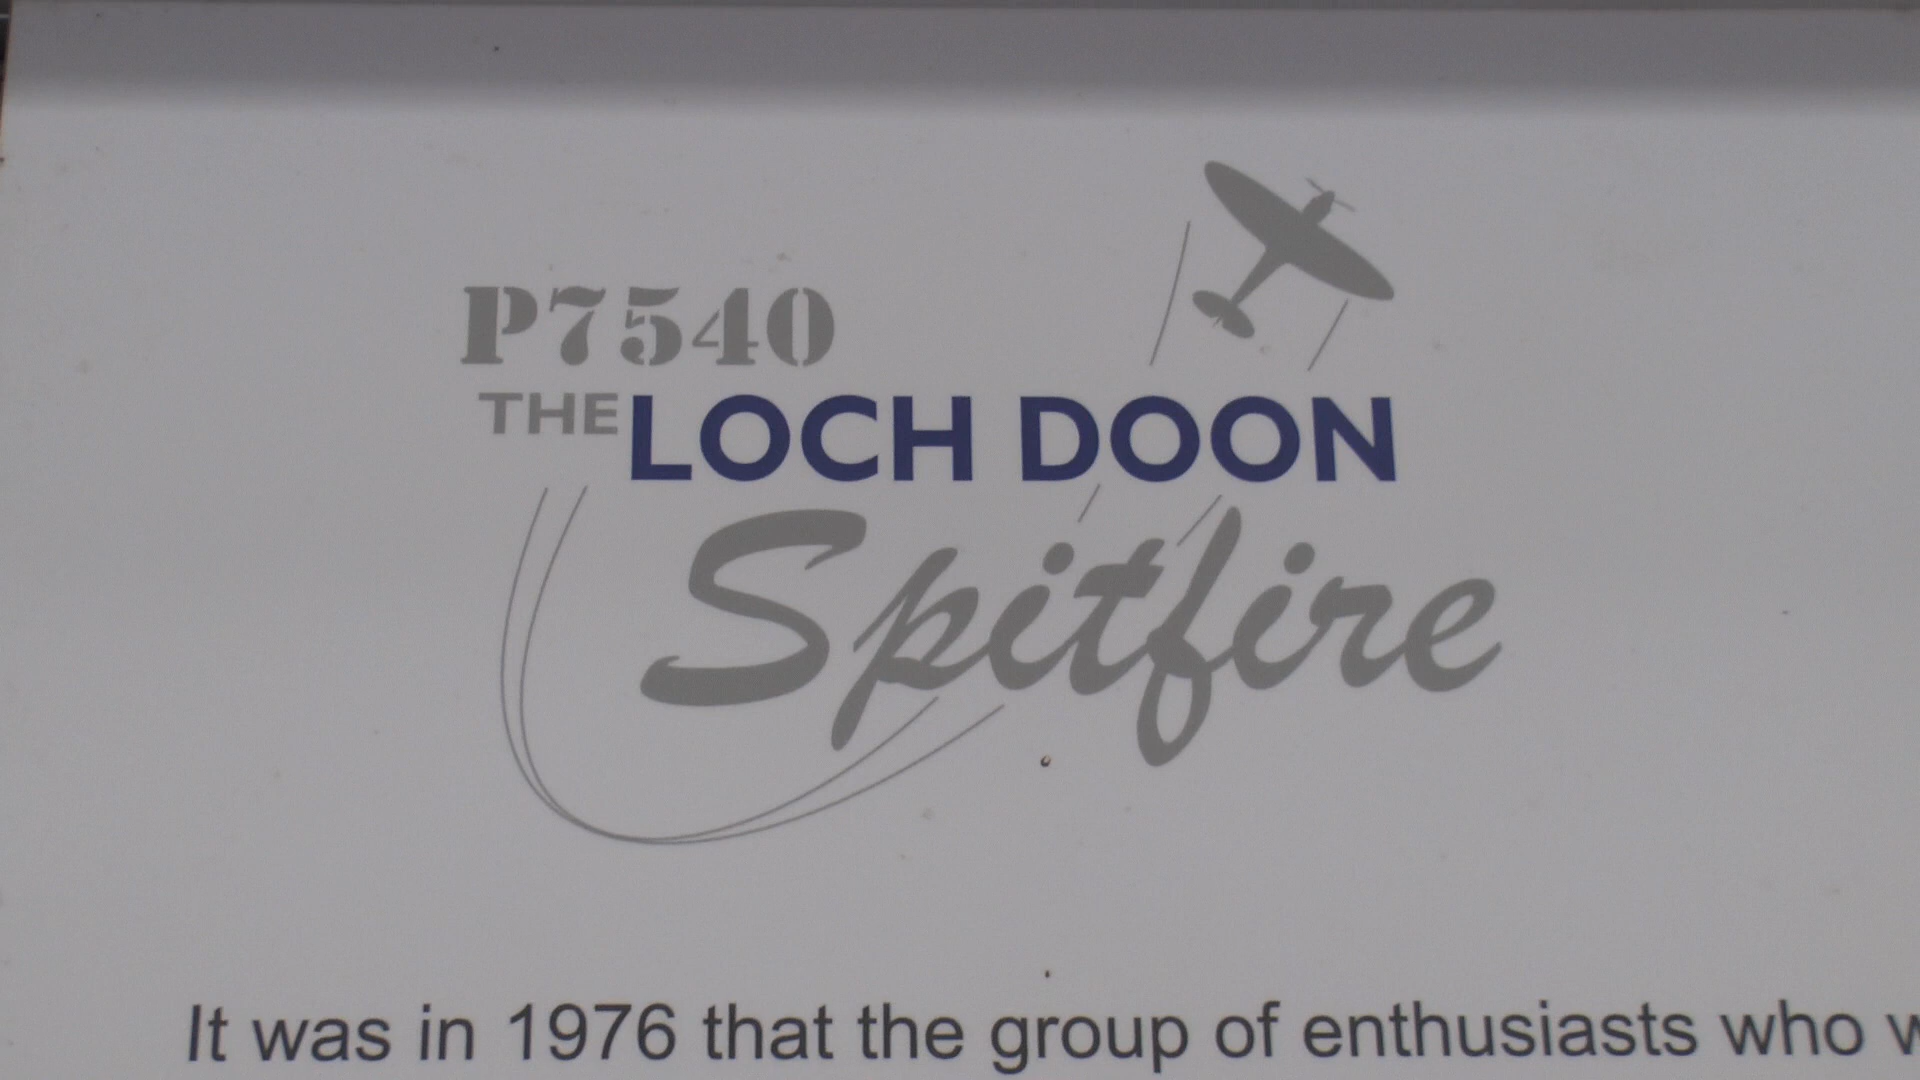 P7540
THE LOCH DOON
Spitfire
It was in 1976 that the group of enthusiasts who